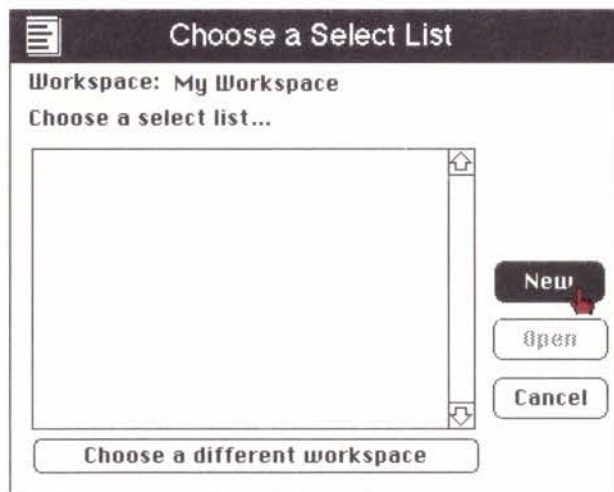 Choose a Select List
Workspace: My Workspace
Choose a select list...
New
Open
Cancel
Choose a different workspace